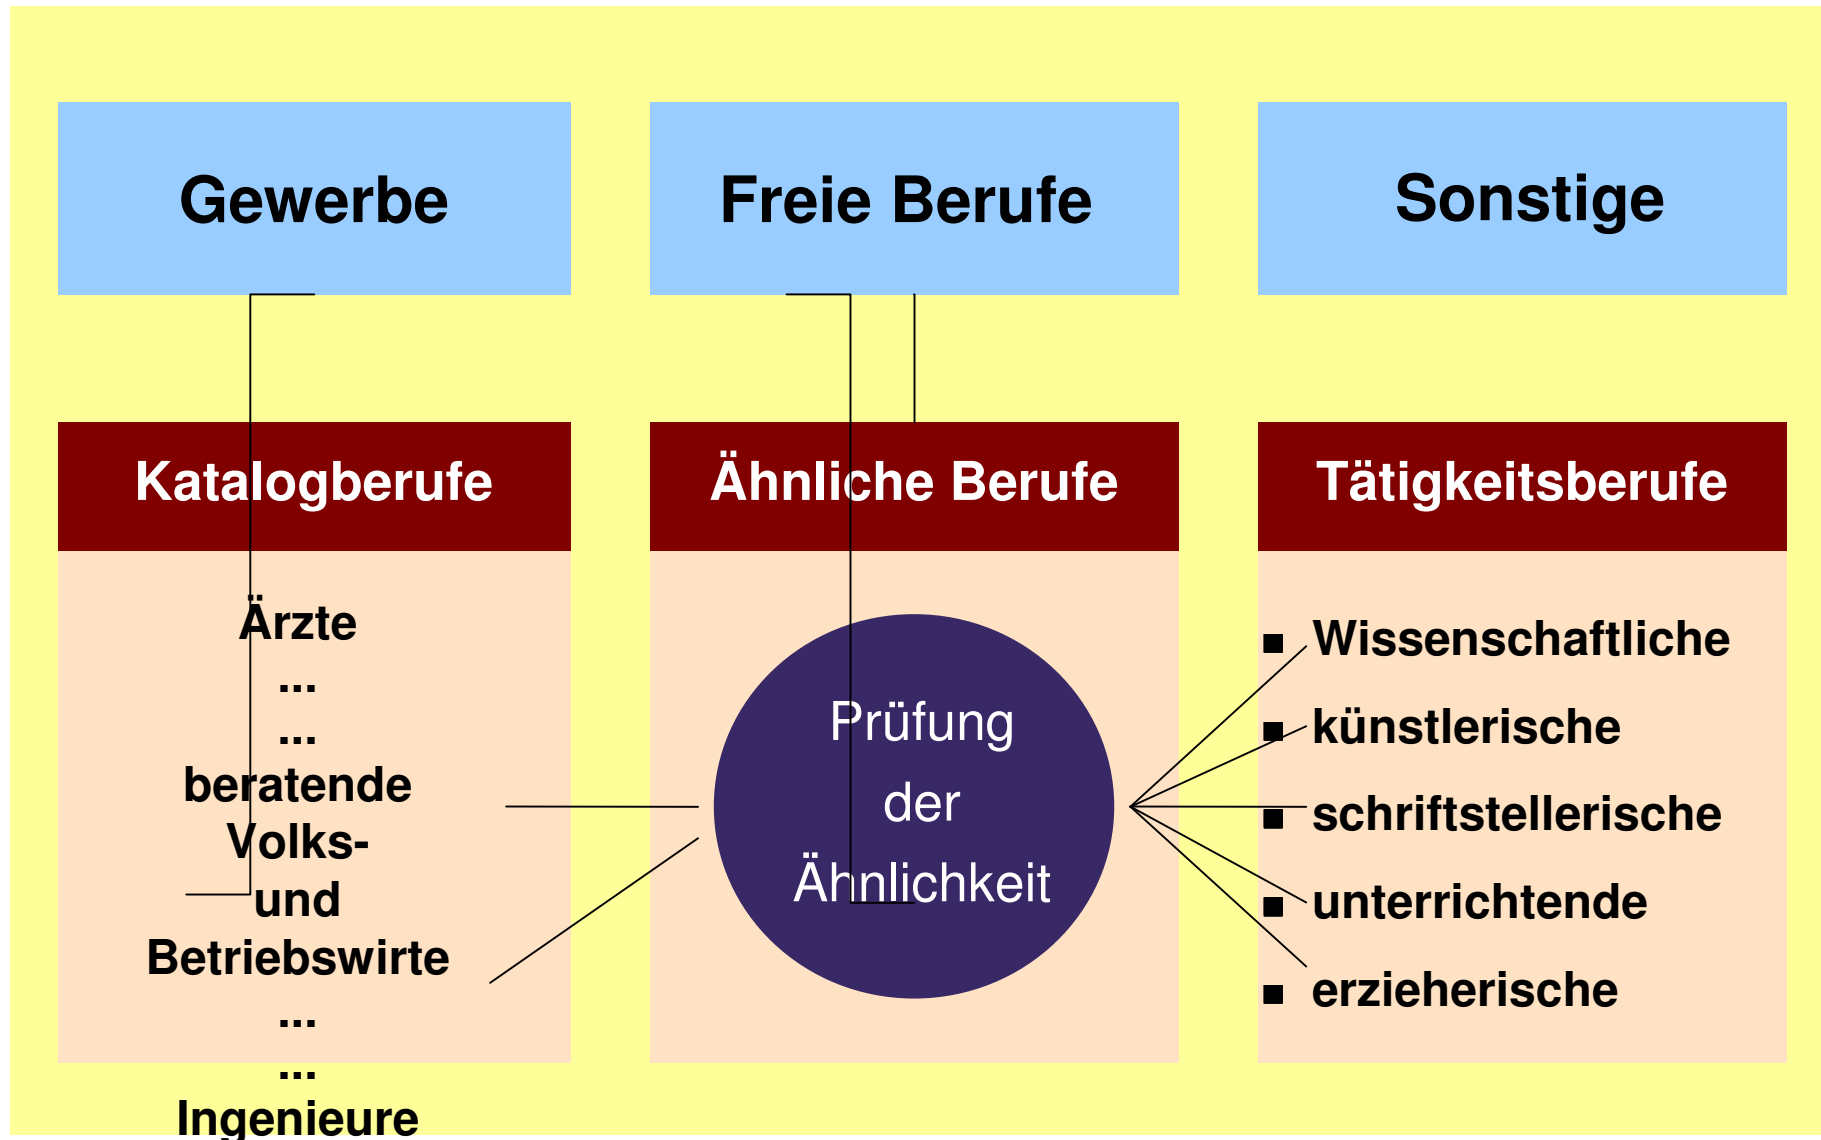 Gewerbe
Freie Berufe
Sonstige
Katalogberufe
Ähnliche Berufe
Tätigkeitsberufe
Ärzte
...
...
beratende
Volks-
und
Betriebswirte
...
...
Ingenieure
Prüfung
der
Ähnlichkeit
▪ Wissenschaftliche
▪ künstlerische
▪ schriftstellerische
▪ unterrichtende
▪ erzieherische